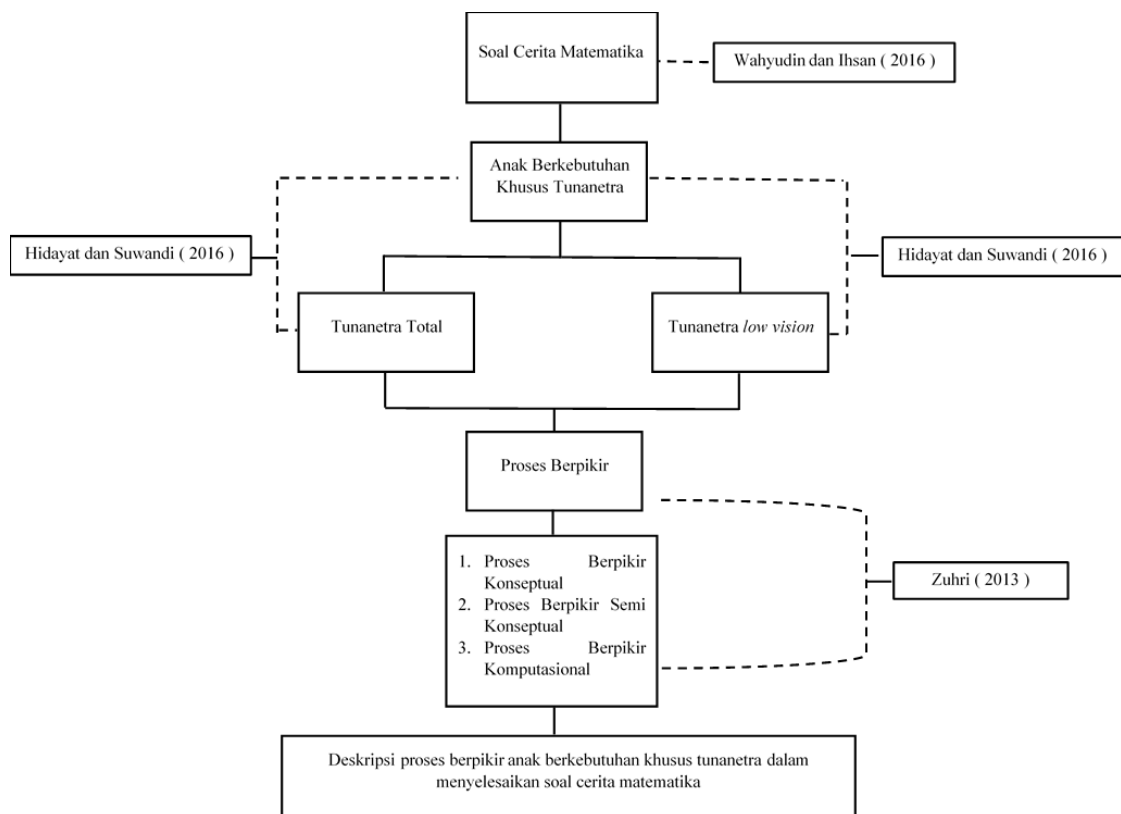 Soal Cerita Matematika
Wahyudin dan Ihsan ( 2016 )
Anak Berkebutuhan
Khusus Tunanetra
Hidayat dan Suwandi ( 2016 )
Hidayat dan Suwandi ( 2016 )
Tunanetra Total
Tunanetra low vision
Proses Berpikir
1. Proses Berpikir
Konseptual
2. Proses Berpikir Semi
Konseptual
3. Proses Berpikir
Komputasional
Zuhri ( 2013 )
Deskripsi proses berpikir anak berkebutuhan khusus tunanetra dalam
menyelesaikan soal cerita matematika